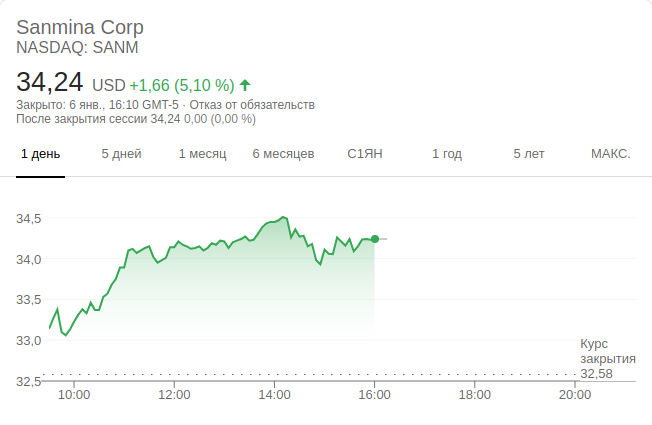 Sanmina Corp
NASDAQ: SANM
34,24 USD +1,66 (5,10 %)
Закрыто: 6 янв., 16:10 GMT-5 · Отказ от обязательств
После закрытия сессии 34,24 0,00 (0,00 %)
1 день 5 дней 1 месяц 6 месяцев С1ЯН 1 год 5 лет МАКС.
34,5
34,0
33,5
33,0
Курс
закрытия
32,58
32,5
10:00 12:00 14:00 16:00 18:00 20:00